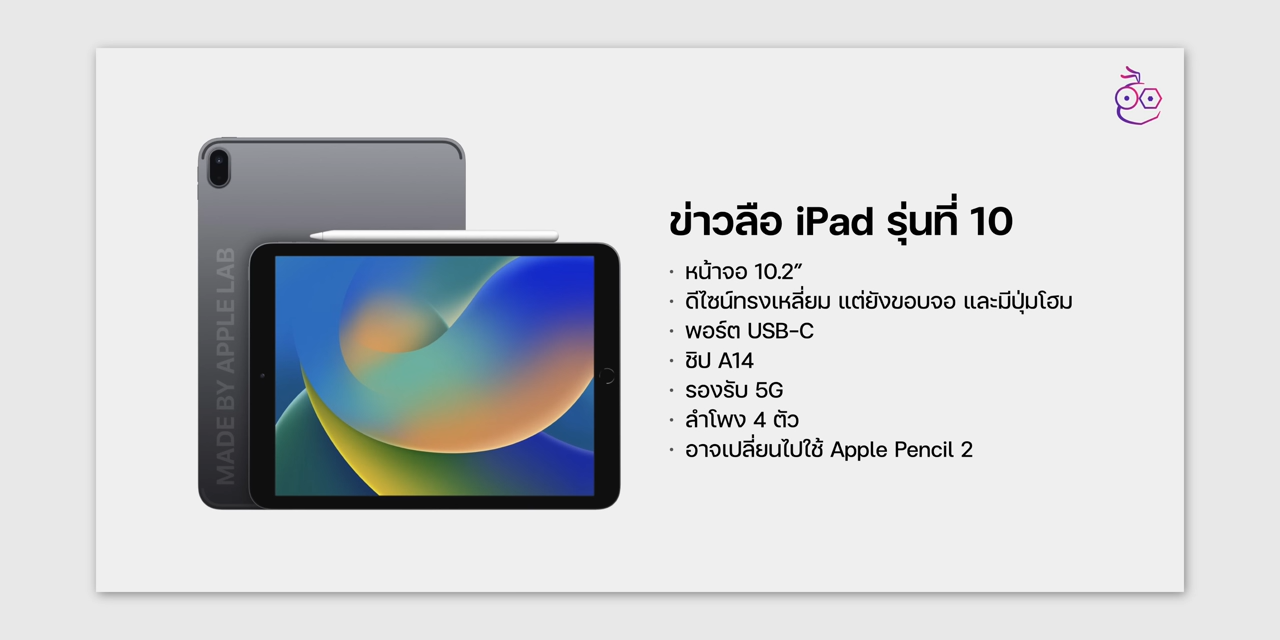 MADE BY APPLE LAB
ข่าวลือ iPad รุ่นที่ 10
· หน้าจอ 10.2”
· ดีไซน์ทรงเหลี่ยม แต่ยังขอบจอ และมีปุ่มโฮม
· พอร์ต USB-C
· ชิป A14
· รองรับ 5G
· ลำโพง 4 ตัว
· อาจเปลี่ยนไปใช้ Apple Pencil 2